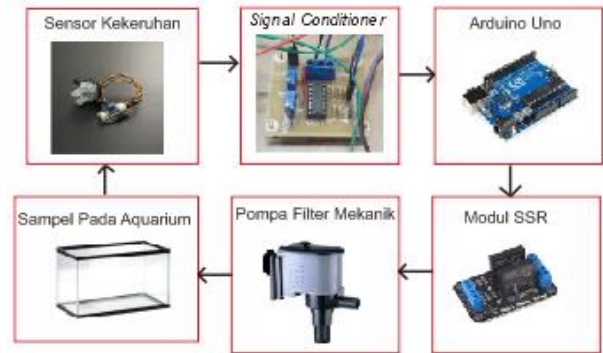 Sensor Kekeruhan
Signal Conditioner
Arduino Uno
Sampel Pada Aquarium
Pompa Filter Mekanik
Modul SSR